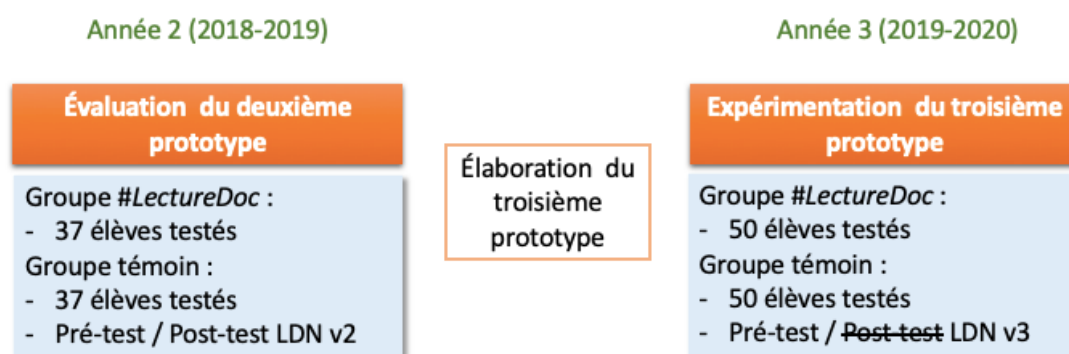 Année 2 (2018-2019)
Évaluation du deuxième
prototype
Groupe #LectureDoc :
- 37 élèves testés
Groupe témoin :
- 37 élèves testés
- Pré-test / Post-test LDN v2
Élaboration du
troisième
prototype
Année 3 (2019-2020)
Expérimentation du troisième
prototype
Groupe #LectureDoc :
- 50 élèves testés
Groupe témoin :
- 50 élèves testés
- Pré-test / Post-test LDN v3